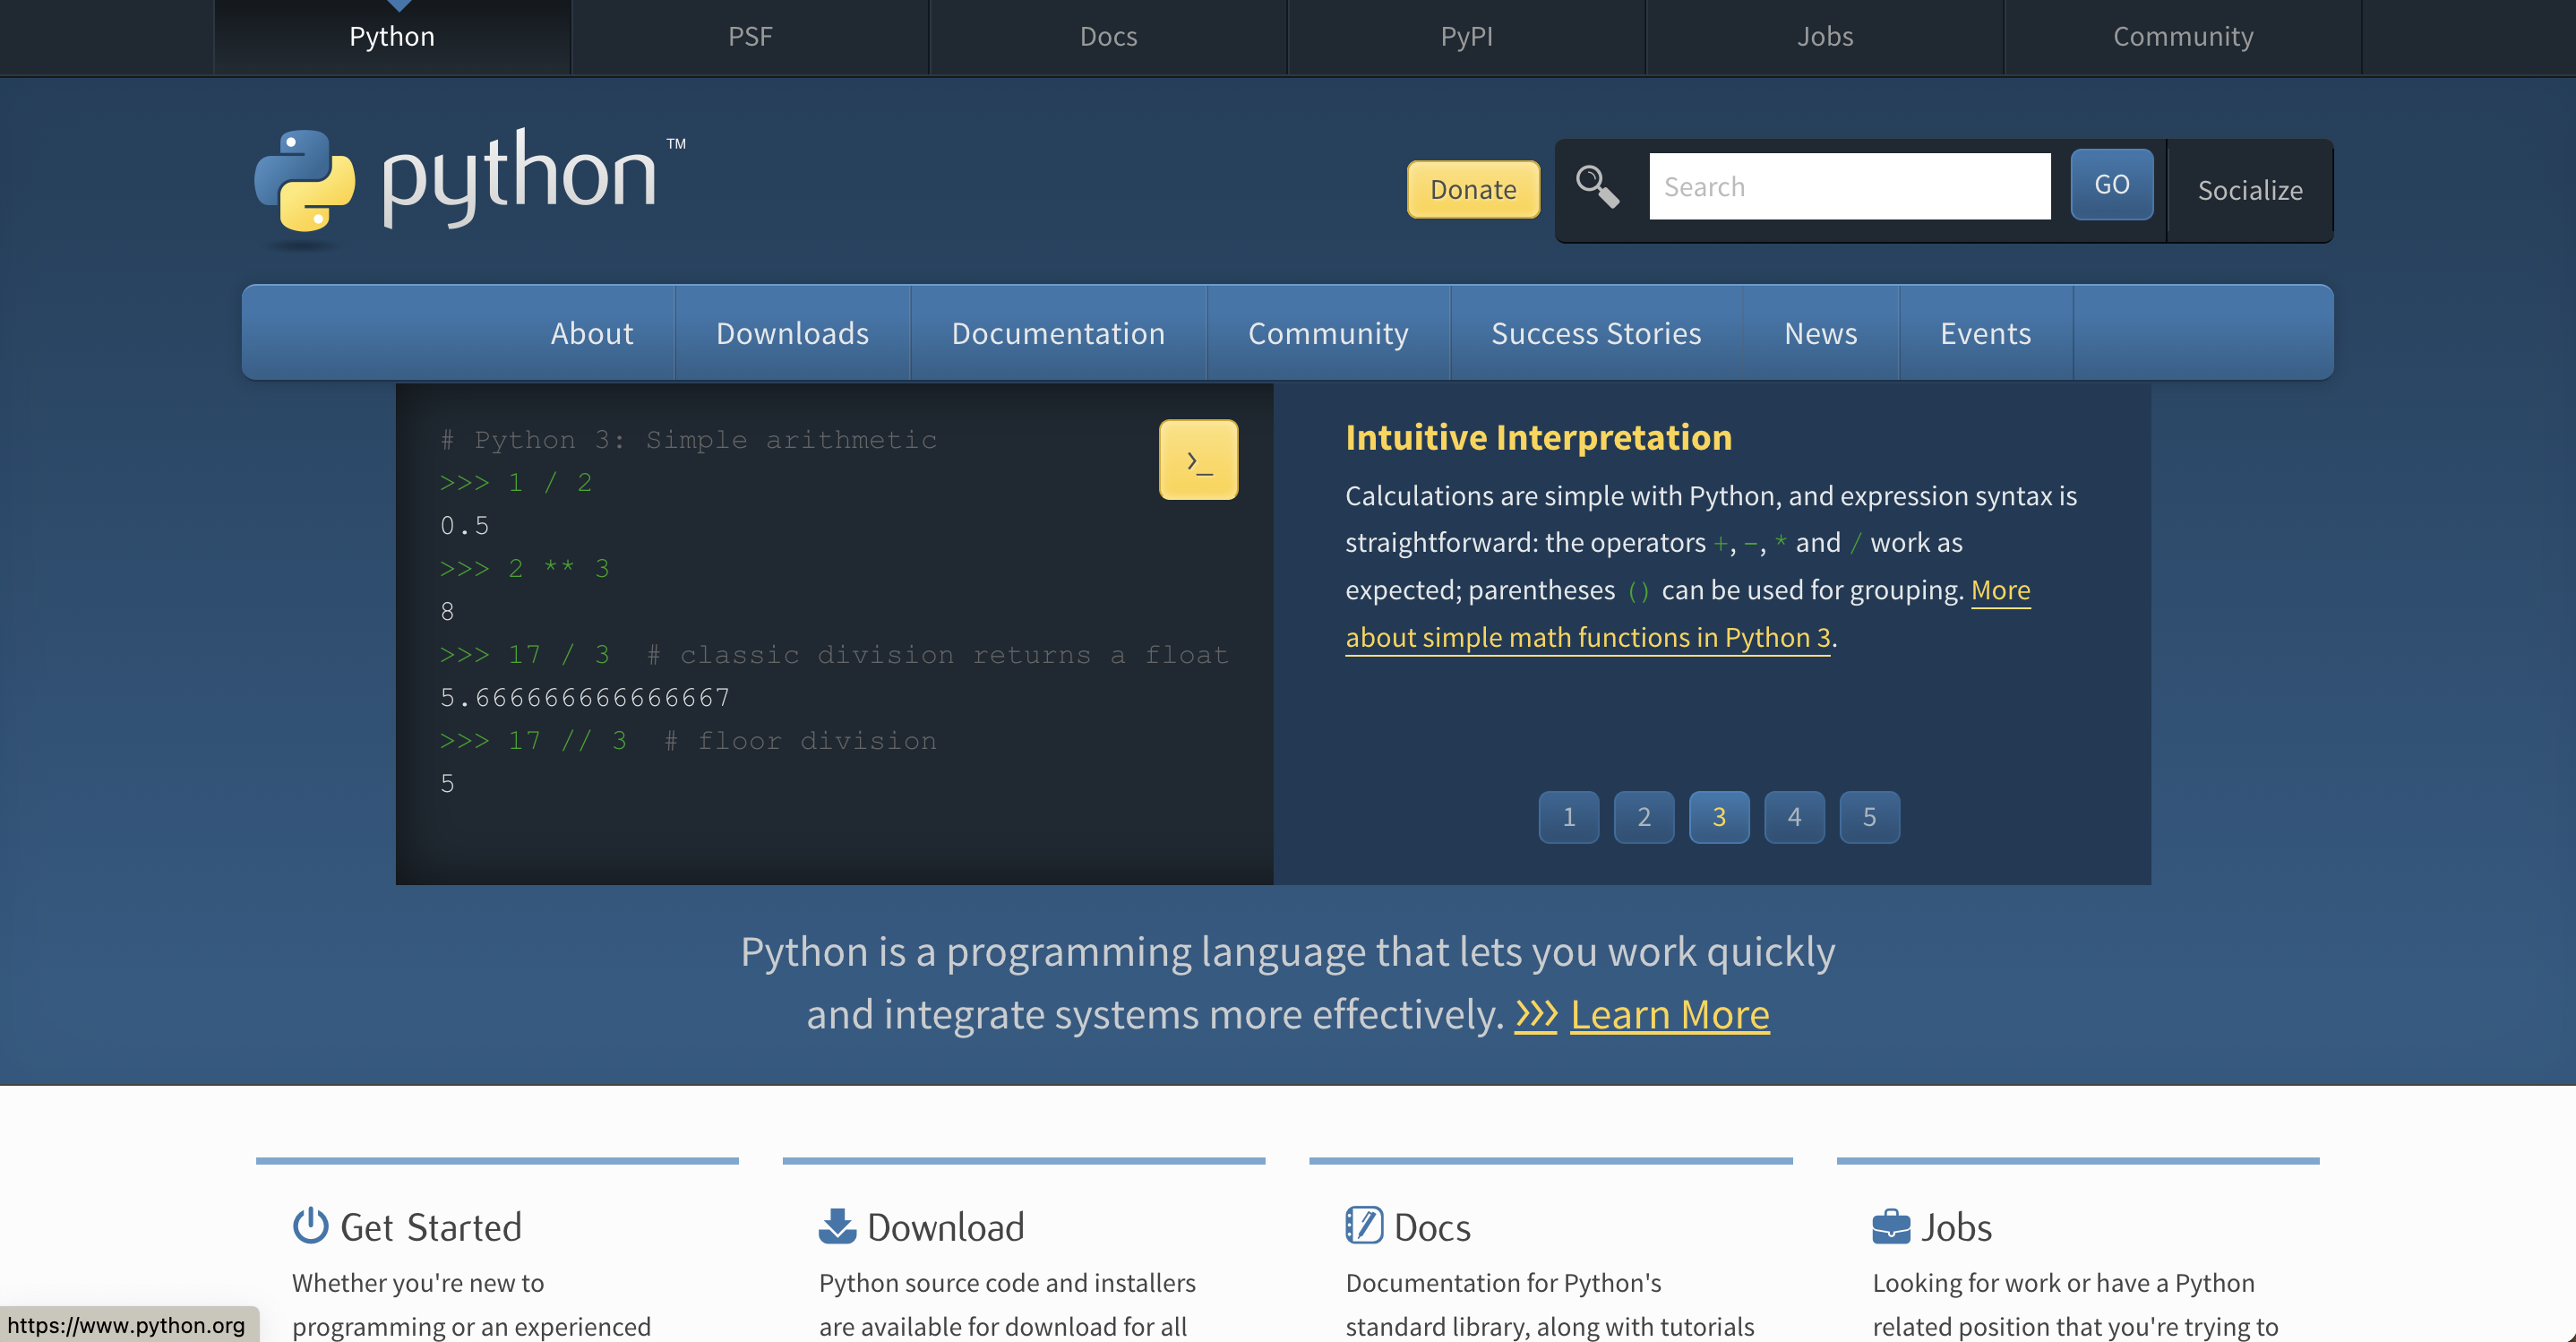 Python
PSF
Docs
PyPI
Jobs
Community
python™
Donate
Search
GO
Socialize
About
Downloads
Documentation
Community
Success Stories
News
Events
# Python 3: Simple arithmetic
>>> 1 / 2
0.5
>>> 2 ** 3
8
>>> 17 / 3  # classic division returns a float
5.666666666666667
>>> 17 // 3  # floor division
5
>_
Intuitive Interpretation
Calculations are simple with Python, and expression syntax is
straightforward: the operators +, -, * and / work as
expected; parentheses () can be used for grouping. More
about simple math functions in Python 3.
1
2
3
4
5
Python is a programming language that lets you work quickly
and integrate systems more effectively. >>> Learn More
Get Started
Whether you're new to
programming or an experienced
Download
Python source code and installers
are available for download for all
Docs
Documentation for Python's
standard library, along with tutorials
Jobs
Looking for work or have a Python
related position that you're trying to
https://www.python.org